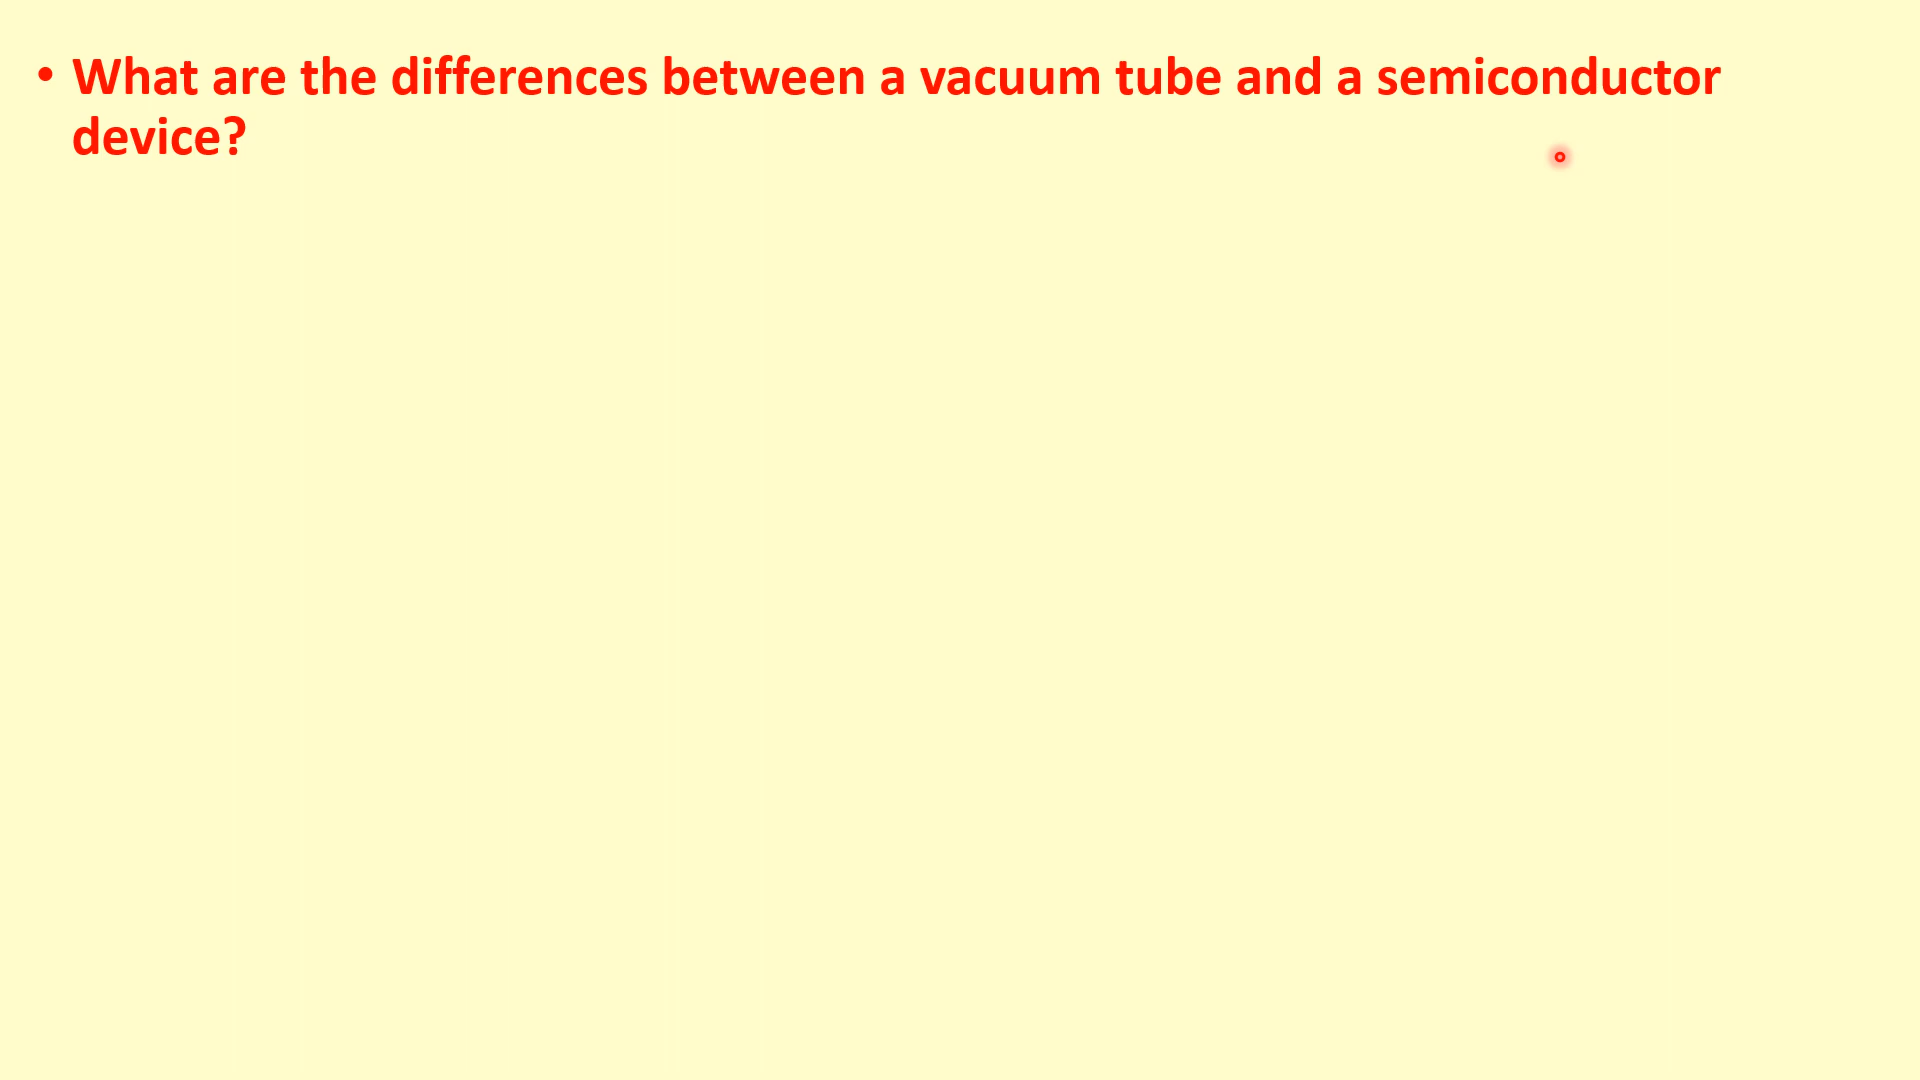 • What are the differences between a vacuum tube and a semiconductor
device?